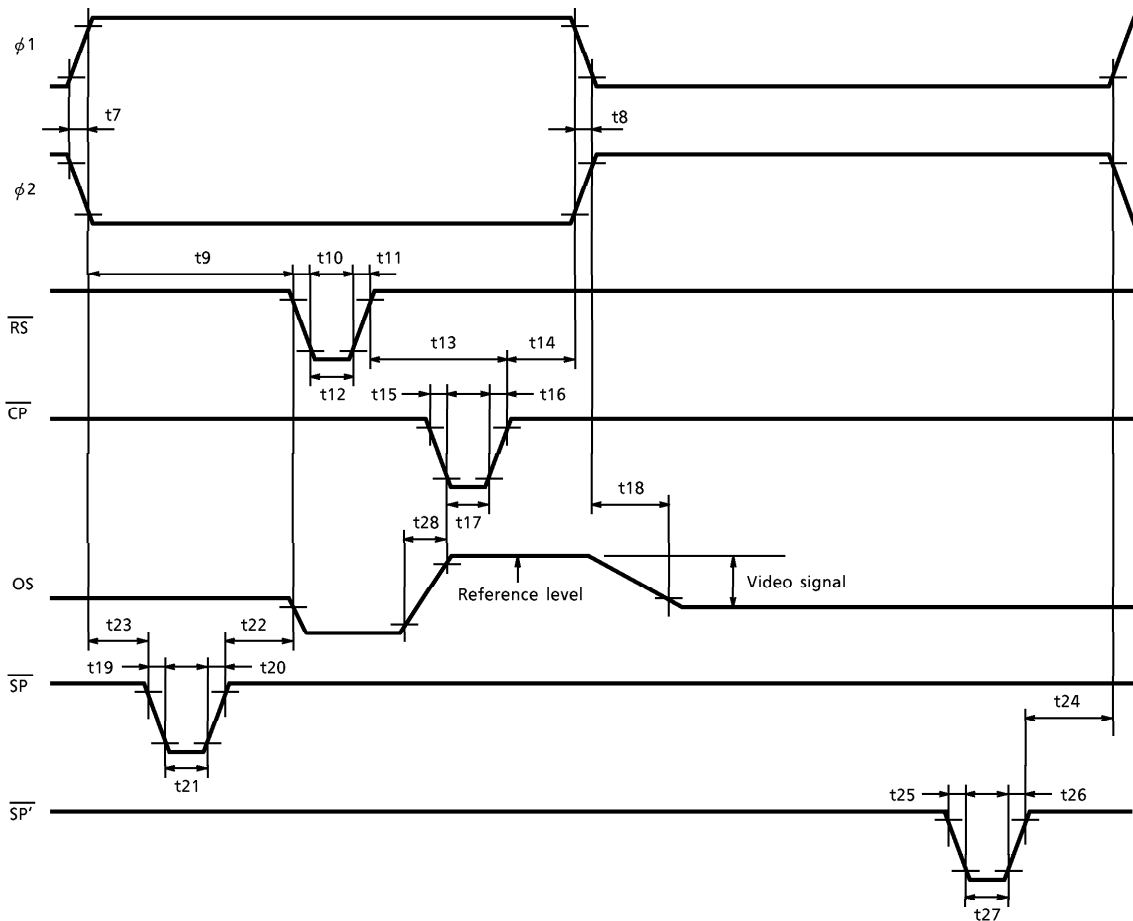 φ1
t7
t8
φ2
t9
t10
t11
RS
t13
t14
t12
t15
t16
CP
t18
t28
t17
OS
Reference level
Video signal
t23
t22
t19
t20
SP
t24
t21
t25
t26
SP'
t27